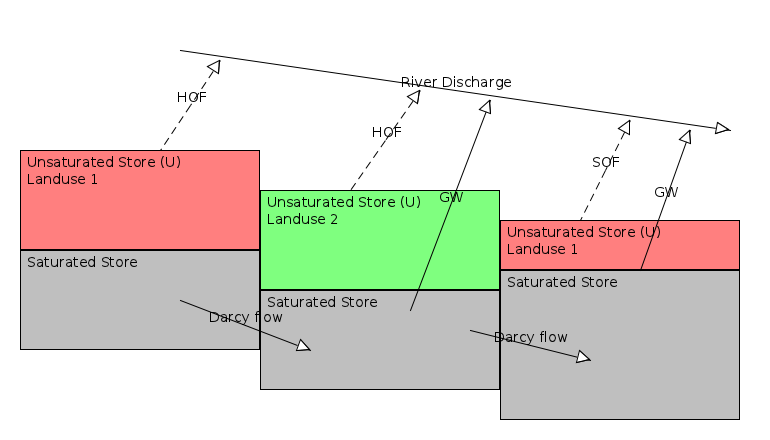 River Discharge
HOF
HOF
SOF
GW
GW
Unsaturated Store (U)
Landuse 1
Saturated Store
Unsaturated Store (U)
Landuse 2
Saturated Store
Unsaturated Store (U)
Landuse 1
Saturated Store
Darcy flow
Darcy flow